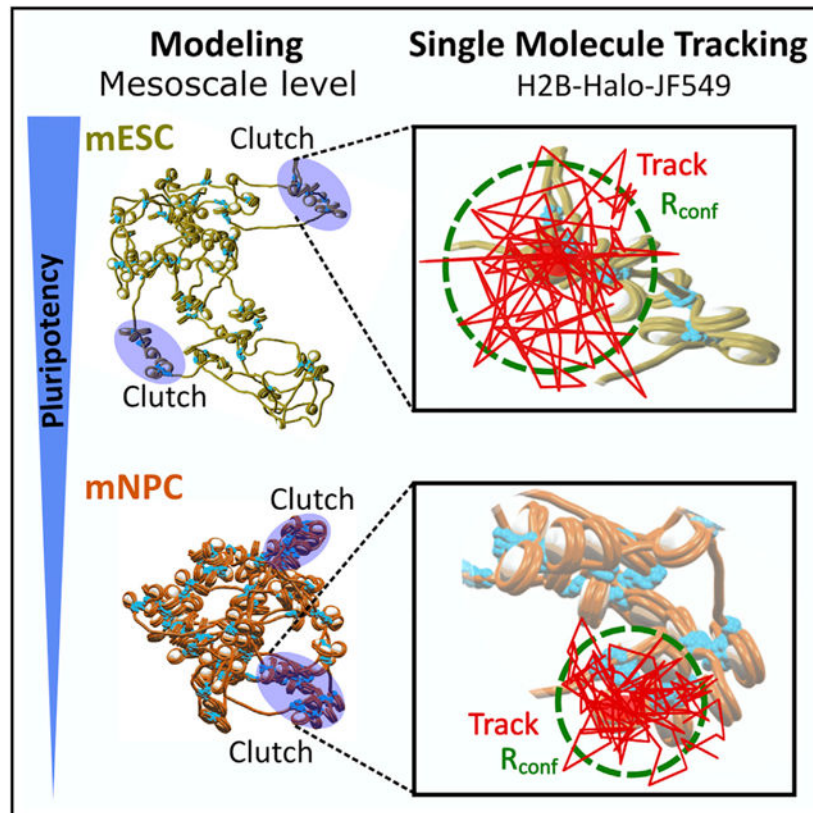 Modeling
Mesoscale level
Single Molecule Tracking
H2B-Halo-JF549
Pluripotency
mESC
Clutch
Clutch
Track
Rconf
mNPC
Clutch
Clutch
Track
Rconf